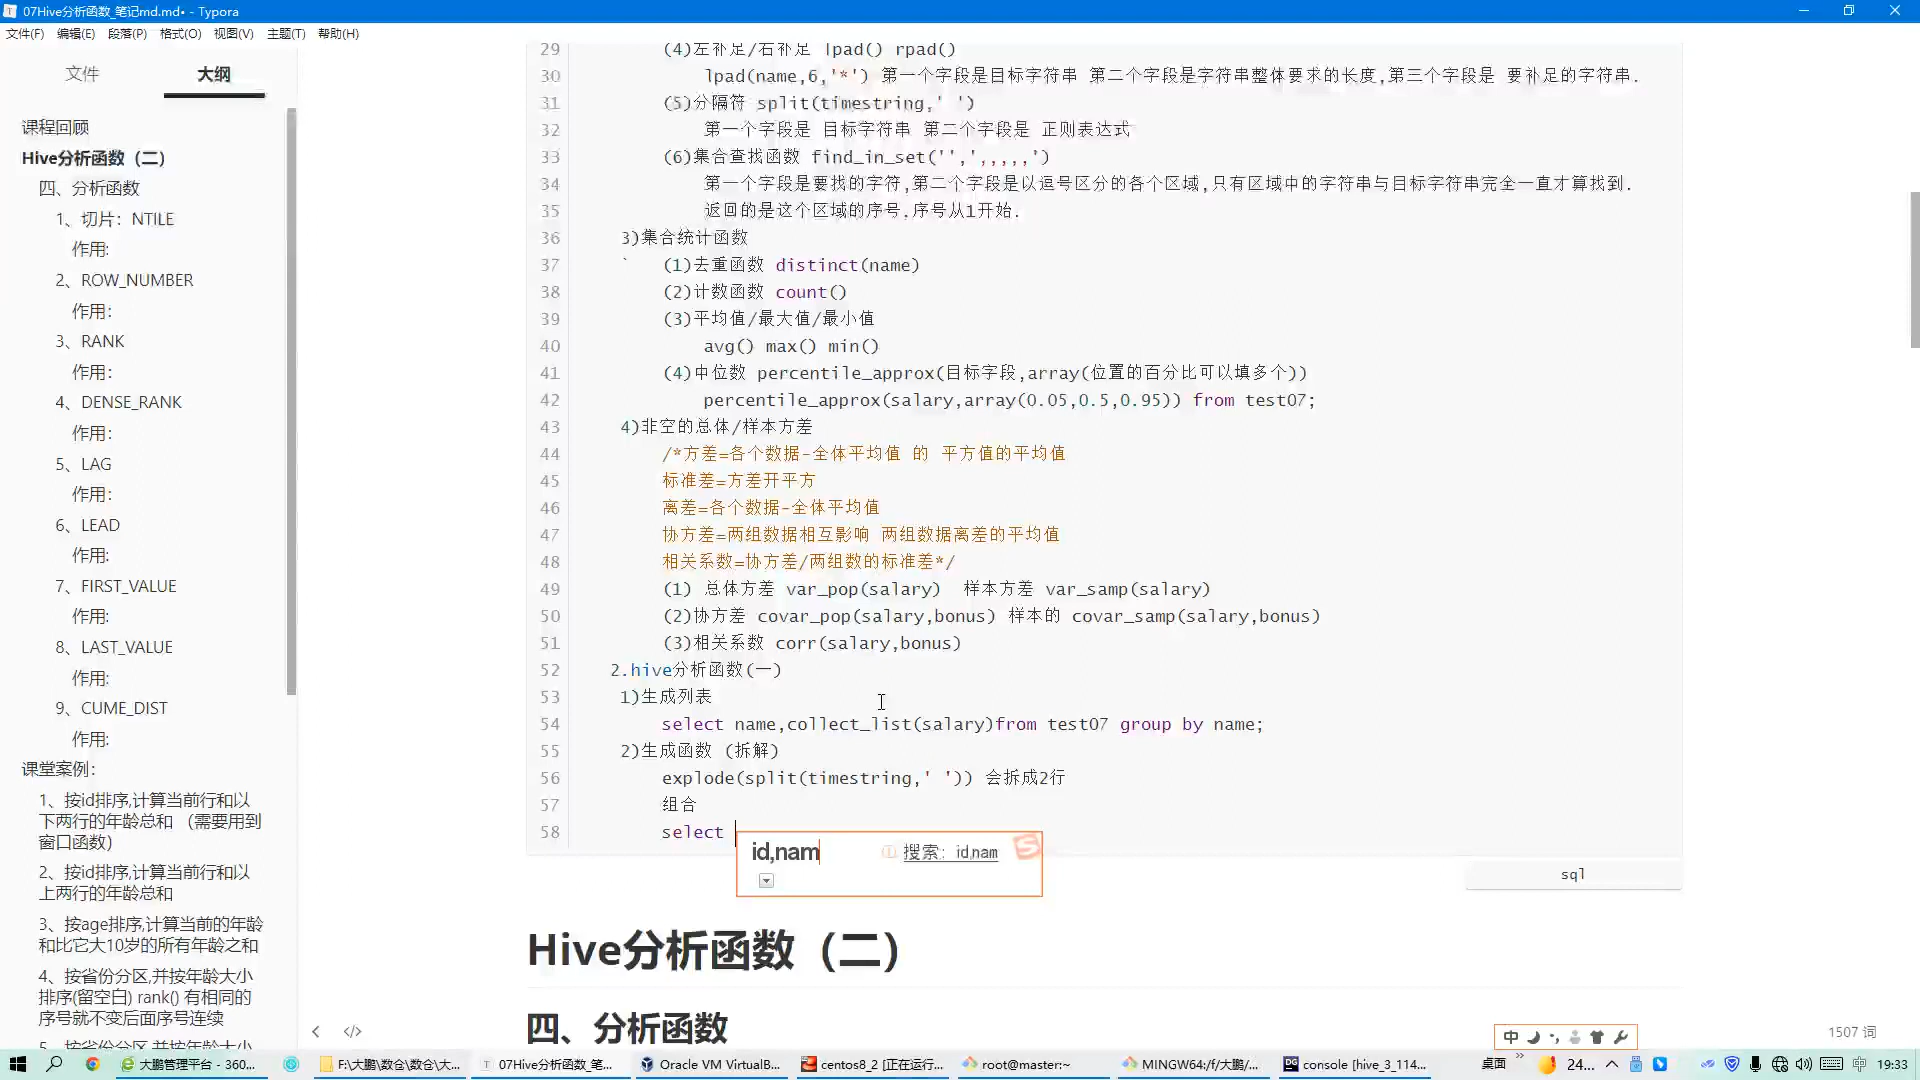 07Hive分析函数_笔记md.md• - Typora
文件(F) 编辑(E) 段落(P) 格式(O) 视图(V) 主题(T) 帮助(H)
文件 大纲
课程回顾
Hive分析函数（二）
四、分析函数
1、切片：NTILE
作用:
2、ROW_NUMBER
作用：
3、RANK
作用：
4、DENSE_RANK
作用：
5、LAG
作用：
6、LEAD
作用:
7、FIRST_VALUE
作用：
8、LAST_VALUE
作用：
9、CUME_DIST
作用:
课堂案例：
1、按id排序,计算当前行和以
下两行的年龄总和 （需要用到
窗口函数）
2、按id排序,计算当前行和以
上两行的年龄总和
3、按age排序,计算当前的年龄
和比它大10岁的所有年龄之和
4、按省份分区,并按年龄大小
排序(留空白) rank() 有相同的
序号就不变后面序号连续
29 (4)左补足/右补足 lpad() rpad()
30 lpad(name,6,'*') 第一个字段是目标字符串 第二个字段是字符串整体要求的长度,第三个字段是 要补足的字符串.
31 (5)分隔符 split(timestring,' ')
32 第一个字段是 目标字符串 第二个字段是 正则表达式
33 (6)集合查找函数 find_in_set('',',,,,,')
34 第一个字段是要找的字符,第二个字段是以逗号区分的各个区域,只有区域中的字符串与目标字符串完全一直才算找到.
35 返回的是这个区域的序号.序号从1开始.
36 3)集合统计函数
37 ` (1)去重函数 distinct(name)
38 (2)计数函数 count()
39 (3)平均值/最大值/最小值
40 avg() max() min()
41 (4)中位数 percentile_approx(目标字段,array(位置的百分比可以填多个))
42 percentile_approx(salary,array(0.05,0.5,0.95)) from test07;
43 4)非空的总体/样本方差
44 /*方差=各个数据-全体平均值 的 平方值的平均值
45 标准差=方差开平方
46 离差=各个数据-全体平均值
47 协方差=两组数据相互影响 两组数据离差的平均值
48 相关系数=协方差/两组数的标准差*/
49 (1) 总体方差 var_pop(salary) 样本方差 var_samp(salary)
50 (2)协方差 covar_pop(salary,bonus) 样本的 covar_samp(salary,bonus)
51 (3)相关系数 corr(salary,bonus)
52 2.hive分析函数(一)
53 1)生成列表
54 select name,collect_list(salary)from test07 group by name;
55 2)生成函数 (拆解)
56 explode(split(timestring,' ')) 会拆成2行
57 组合
58 select
id,nam 搜索：id,nam
sql
Hive分析函数（二）
四、分析函数
中
1507 词
大鹏管理平台 - 360... F:\大鹏\数仓\数仓\大... 07Hive分析函数_笔... Oracle VM VirtualB... centos8_2 [正在运行... root@master:~ MINGW64:/f/大鹏/... console [hive_3_114... 桌面 24... 中 19:33